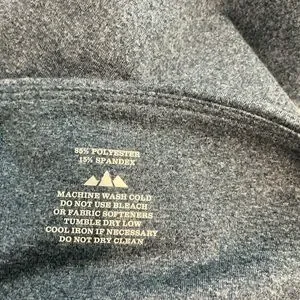 85% POLYESTER
15% SPANDEX
MACHINE WASH COLD
DO NOT USE BLEACH
OR FABRIC SOFTENERS
TUMBLE DRY LOW
COOL IRON IF NECESSARY
DO NOT DRY CLEAN